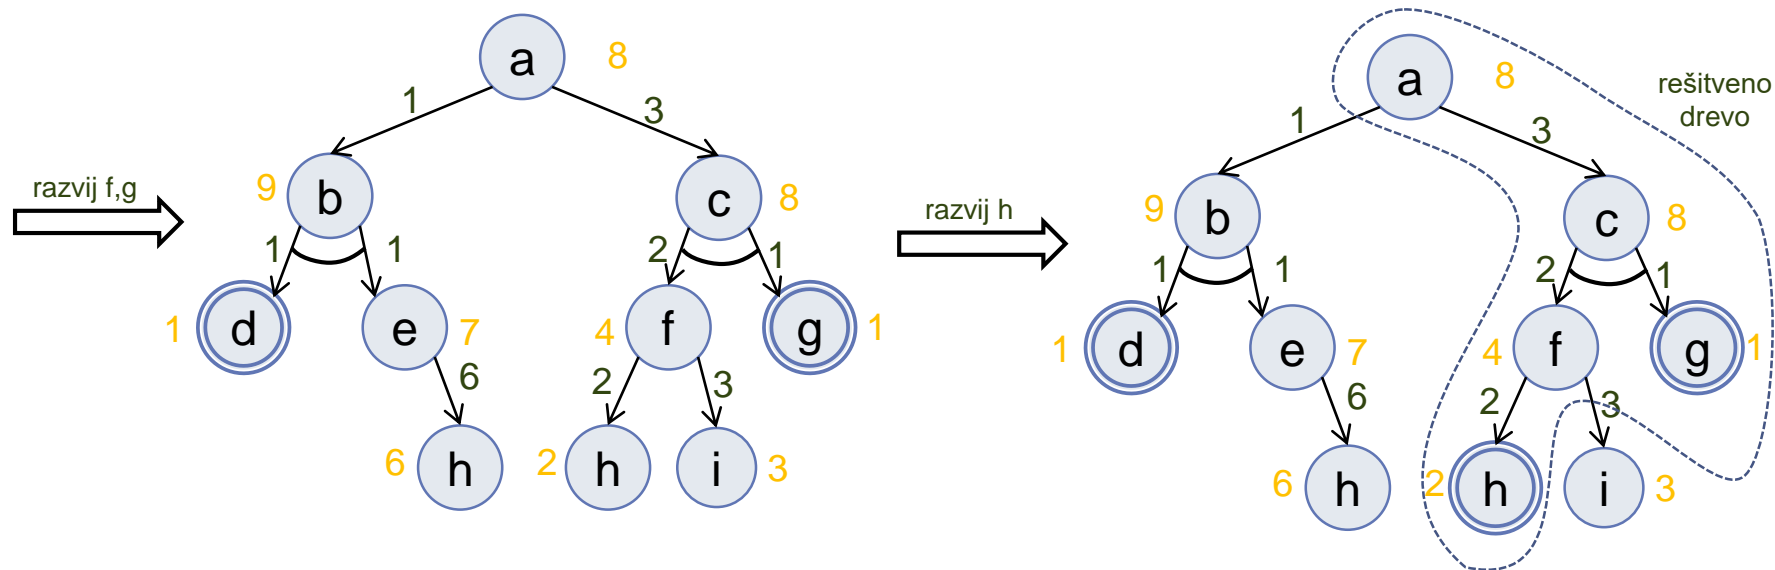 razvij f,g
a 8
1 3
9 b c 8
1 1 2 1
1 d e 7 4 f g 1
6 2 3
6 h 2 h i 3
razvij h
a 8
rešitveno
drevo
1 3
9 b c 8
1 1 2 1
1 d e 7 4 f g 1
6 2 3
6 h 2 h i 3